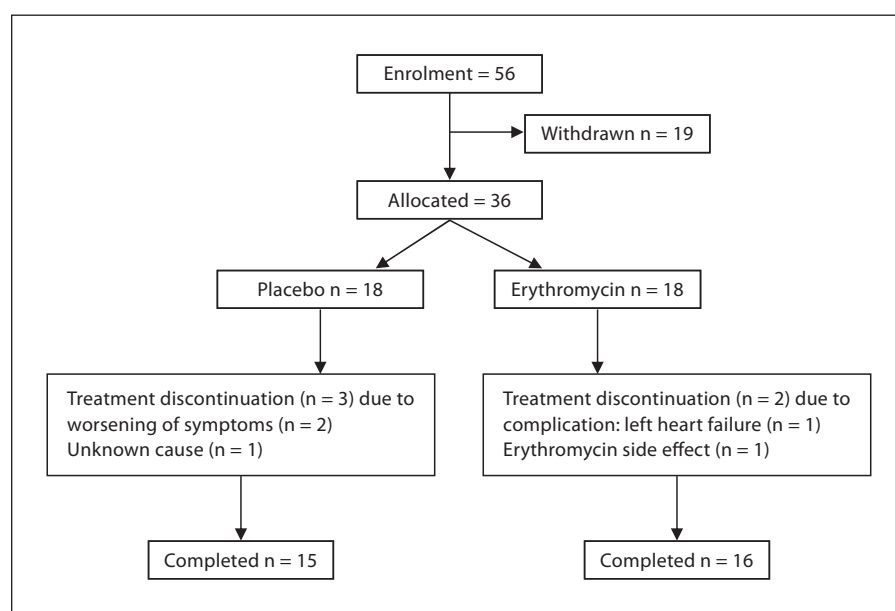 Enrolment = 56
Withdrawn n = 19
Allocated = 36
Placebo n = 18
Erythromycin n = 18
Treatment discontinuation (n = 3) due to
worsening of symptoms (n = 2)
Unknown cause (n = 1)
Treatment discontinuation (n = 2) due to
complication: left heart failure (n = 1)
Erythromycin side effect (n = 1)
Completed n = 15
Completed n = 16